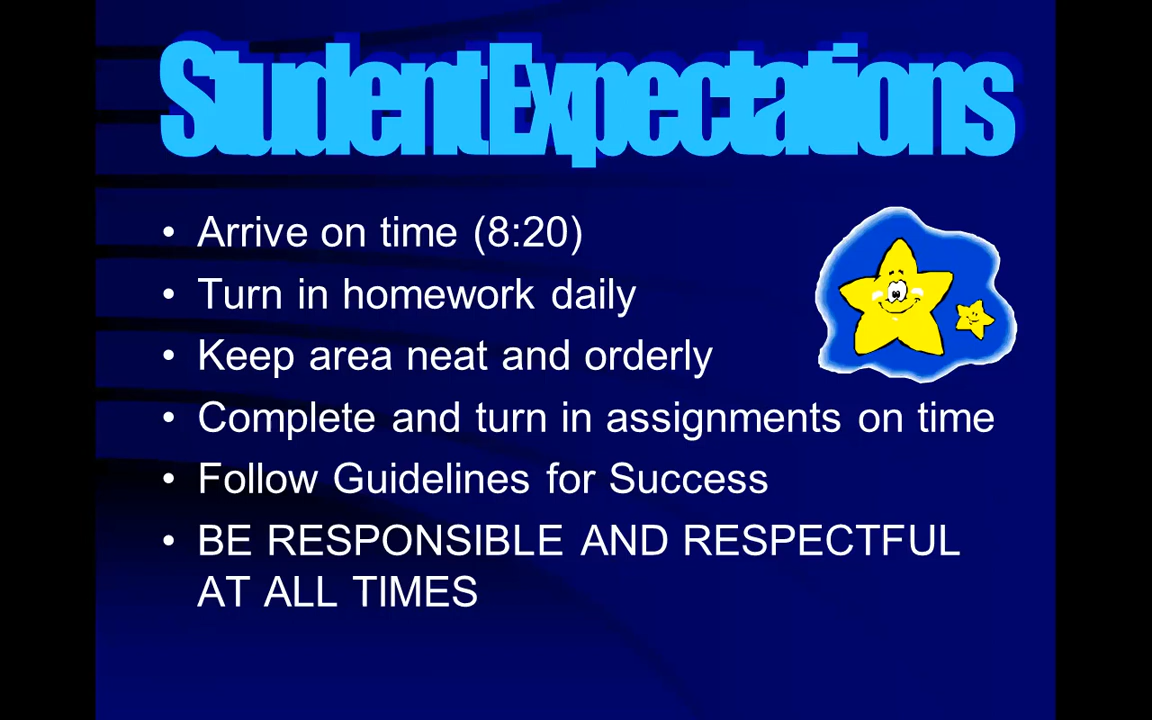 Student Expectations
• Arrive on time (8:20)
• Turn in homework daily
• Keep area neat and orderly
• Complete and turn in assignments on time
• Follow Guidelines for Success
• BE RESPONSIBLE AND RESPECTFUL
AT ALL TIMES